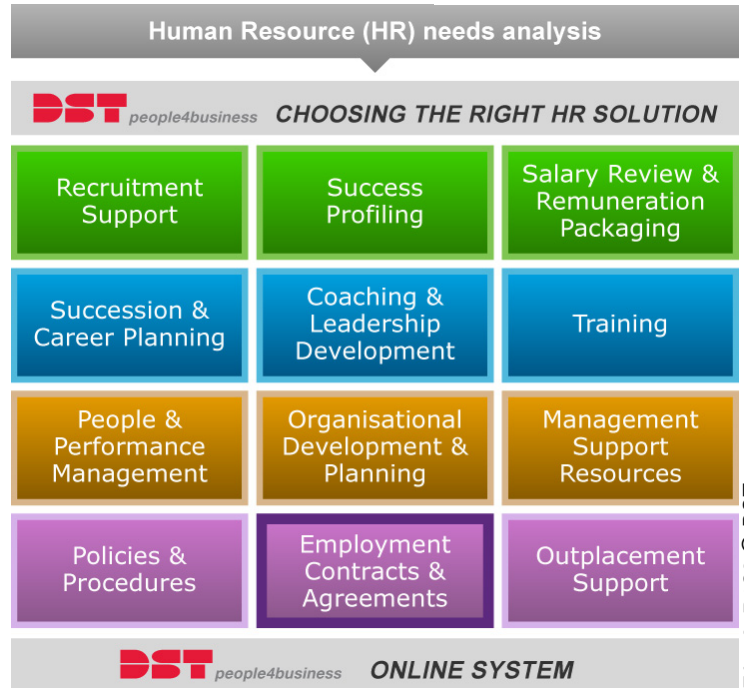 Human Resource (HR) needs analysis
DST people4business CHOOSING THE RIGHT HR SOLUTION
Recruitment
Support
Success
Profiling
Salary Review &
Remuneration
Packaging
Succession &
Career Planning
Coaching &
Leadership
Development
Training
People &
Performance
Management
Organisational
Development &
Planning
Management
Support
Resources
Policies &
Procedures
Employment
Contracts &
Agreements
Outplacement
Support
DST people4business ONLINE SYSTEM